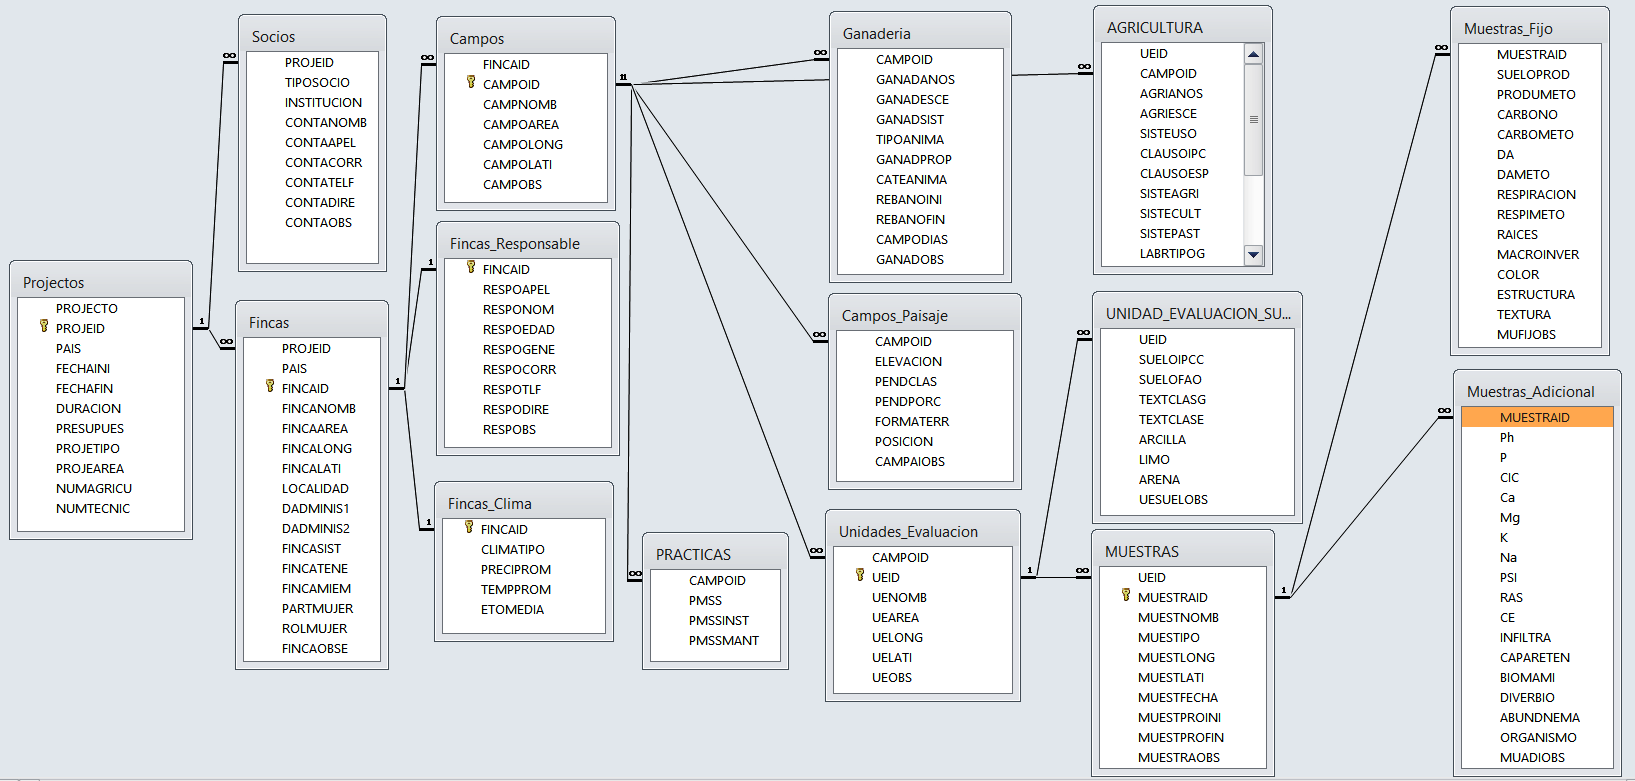 Projectos
PROJECTO
PROJEID
PAIS
FECHAINI
FECHAFIN
DURACION
PRESUPUES
PROJETIPO
PROJEAREA
NUMAGRICU
NUMTECNIC
1
Socios
PROJEID
TIPOSOCIO
INSTITUCION
CONTANOMB
CONTAAPEL
CONTACORR
CONTATELF
CONTADIRE
CONTAOBS
∞
Fincas
PROJEID
PAIS
FINCAID
FINCANOMB
FINCAAREA
FINCALONG
FINCALATI
LOCALIDAD
DADMINIS1
DADMINIS2
FINCASIST
FINCATENE
FINCAMIEM
PARTMUJER
ROLMUJER
FINCAOBSE
∞
1
Campos
FINCAID
CAMPOID
CAMPNOMB
CAMPOAREA
CAMPOLONG
CAMPOLATI
CAMPOBS
∞
11
Fincas_Responsable
FINCAID
RESPOAPEL
RESPONOM
RESPOEDAD
RESPOGENE
RESPOCORR
RESPOTLF
RESPODIRE
RESPOBS
1
Fincas_Clima
FINCAID
CLIMATIPO
PRECIPROM
TEMPPROM
ETOMEDIA
1
PRACTICAS
CAMPOID
PMSS
PMSSINST
PMSSMANT
∞
Ganaderia
CAMPOID
GANADANOS
GANADESCE
GANADSIST
TIPOANIMA
GANADPROP
CATEANIMA
REBANOINI
REBANOFIN
CAMPODIAS
GANADOBS
∞
Campos_Paisaje
CAMPOID
ELEVACION
PENDCLAS
PENDPORC
FORMATERR
POSICION
CAMPAIOBS
∞
Unidades_Evaluacion
CAMPOID
UEID
UENOMB
UEAREA
UELONG
UELATI
UEOBS
∞
1
AGRICULTURA
UEID
CAMPOID
AGRIANOS
AGRIESCE
SISTEUSO
CLAUSOIPC
CLAUSOESP
SISTEAGRI
SISTECULT
SISTEPAST
LABRTIPOG
∞
UNIDAD_EVALUACION_SU...
UEID
SUELOIPCC
SUELOFAO
TEXTCLASG
TEXTCLASE
ARCILLA
LIMO
ARENA
UESUELOBS
∞
MUESTRAS
UEID
MUESTRAID
MUESTNOMB
MUESTIPO
MUESTLONG
MUESTLATI
MUESTFECHA
MUESTPROINI
MUESTPROFIN
MUESTRAOBS
∞
1
Muestras_Fijo
MUESTRAID
SUELOPROD
PRODUMETO
CARBONO
CARBOMETO
DA
DAMETO
RESPIRACION
RESPIMETO
RAICES
MACROINVER
COLOR
ESTRUCTURA
TEXTURA
MUFIJOBS
∞
Muestras_Adicional
MUESTRAID
Ph
P
CIC
Ca
Mg
K
Na
PSI
RAS
CE
INFILTRA
CAPARETEN
BIOMAMI
DIVERBIO
ABUNDNEMA
ORGANISMO
MUADIOBS
∞